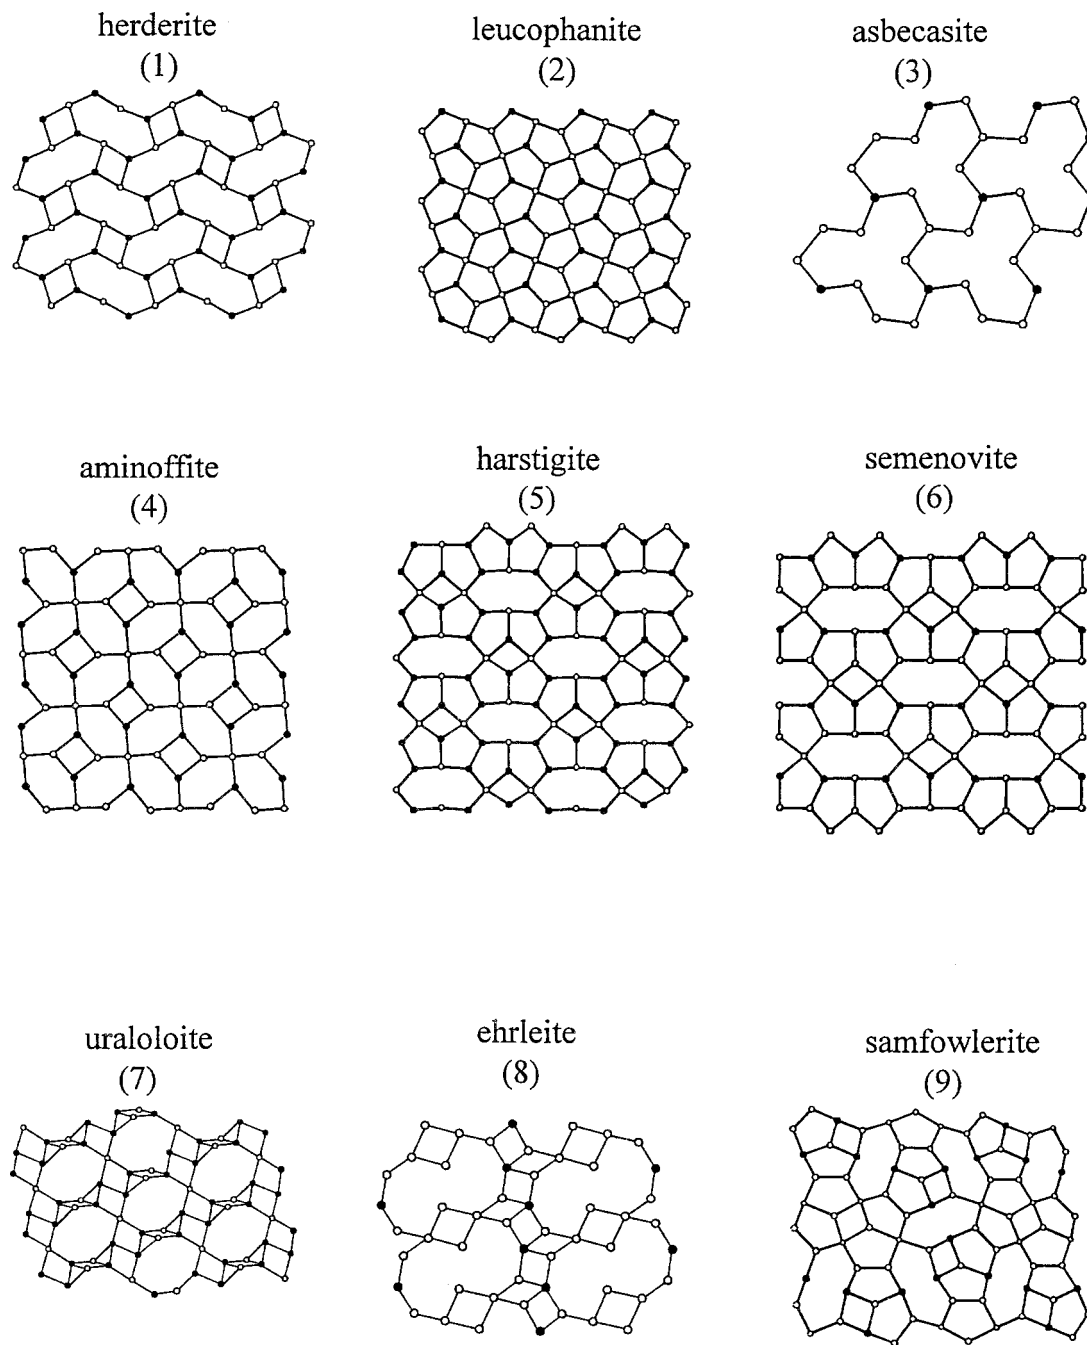 herderite
(1)
leucophanite
(2)
asbecasite
(3)
aminoffite
(4)
harstigite
(5)
semenovite
(6)
uraloloite
(7)
ehrleite
(8)
samfowlerite
(9)